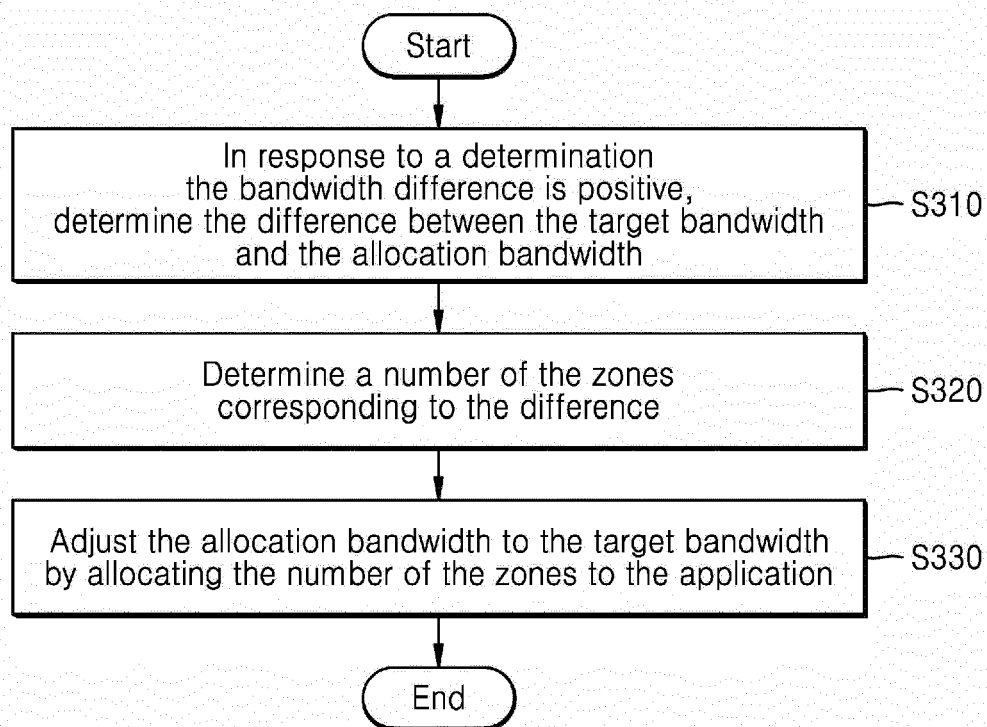 Start
In response to a determination
the bandwidth difference is positive,
determine the difference between the target bandwidth
and the allocation bandwidth
S310
Determine a number of the zones
corresponding to the difference
S320
Adjust the allocation bandwidth to the target bandwidth
by allocating the number of the zones to the application
S330
End